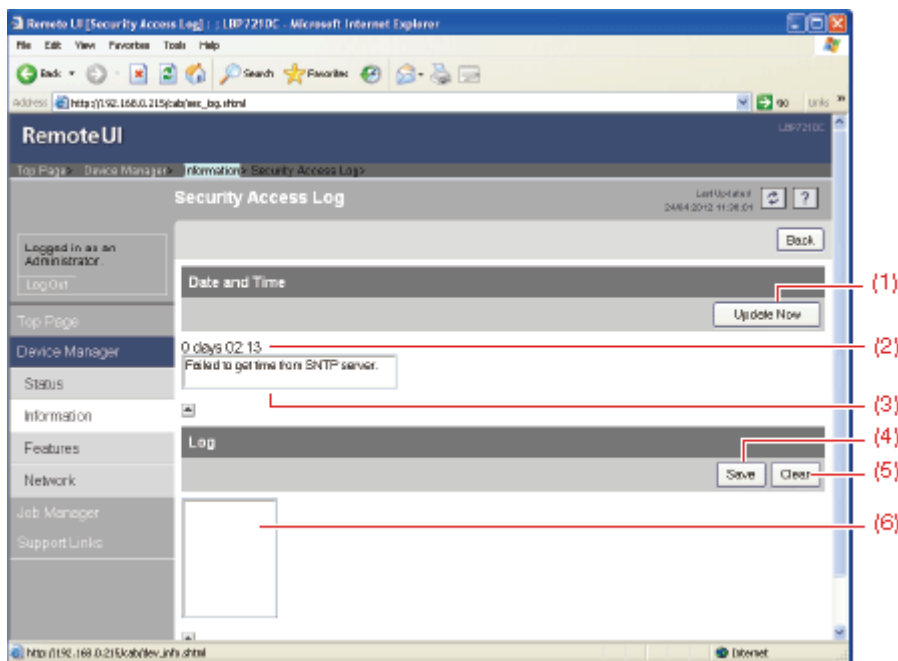 Remote UI [Security Access Log] : : LBP7210C - Microsoft Internet Explorer
File Edit View Favorites Tools Help
Back Search Favorites
Address http://192.168.0.215/cab/sec_log.shtml Go Links »
Remote UI LBP7210C
Top Page> Device Manager> Information> Security Access Log>
Security Access Log Last Updated
24/04/2012 11:36:01 ?
Back
Logged in as an
Administrator.
Log Out
Date and Time
(1)
Update Now
Top Page
Device Manager
0 days 02:13
(2)
Failed to get time from SNTP server.
Status
(3)
Information
(4)
Features
Log
Save Clear
(5)
Network
Job Manager
(6)
Support Links
http://192.168.0.215/cab/dev_info.shtml Internet